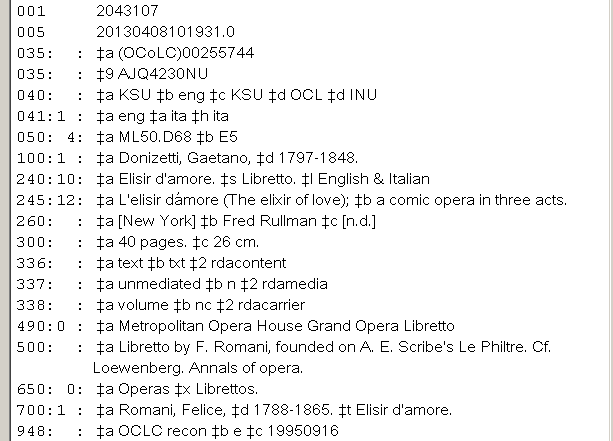 001 2043107
005 20130408101931.0
035: : ‡a (OCoLC)00255744
035: : ‡9 AJQ4230NU
040: : ‡a KSU ‡b eng ‡c KSU ‡d OCL ‡d INU
041:1 : ‡a eng ‡a ita ‡h ita
050: 4: ‡a ML50.D68 ‡b E5
100:1 : ‡a Donizetti, Gaetano, ‡d 1797-1848.
240:10: ‡a Elisir d'amore. ‡s Libretto. ‡l English & Italian
245:12: ‡a L'elisir dámore (The elixir of love); ‡b a comic opera in three acts.
260: : ‡a [New York] ‡b Fred Rullman ‡c [n.d.]
300: : ‡a 40 pages. ‡c 26 cm.
336: : ‡a text ‡b txt ‡2 rdacontent
337: : ‡a unmediated ‡b n ‡2 rdamedia
338: : ‡a volume ‡b nc ‡2 rdacarrier
490:0 : ‡a Metropolitan Opera House Grand Opera Libretto
500: : ‡a Libretto by F. Romani, founded on A. E. Scribe's Le Philtre. Cf.
Loewenberg. Annals of opera.
650: 0: ‡a Operas ‡x Librettos.
700:1 : ‡a Romani, Felice, ‡d 1788-1865. ‡t Elisir d'amore.
948: : ‡a OCLC recon ‡b e ‡c 19950916